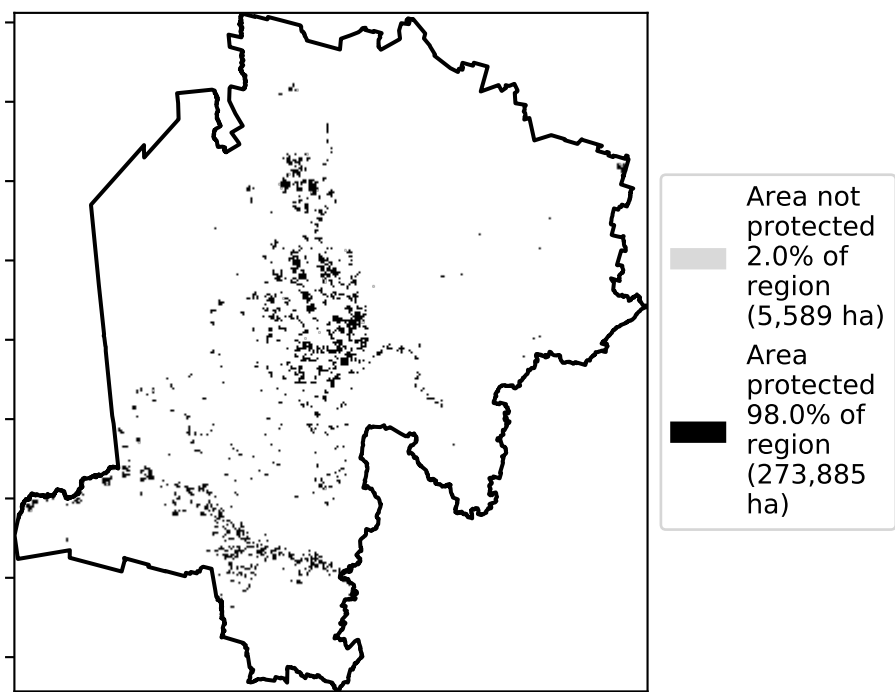 Area not
protected
2.0% of
region
(5,589 ha)
Area
protected
98.0% of
region
(273,885
ha)